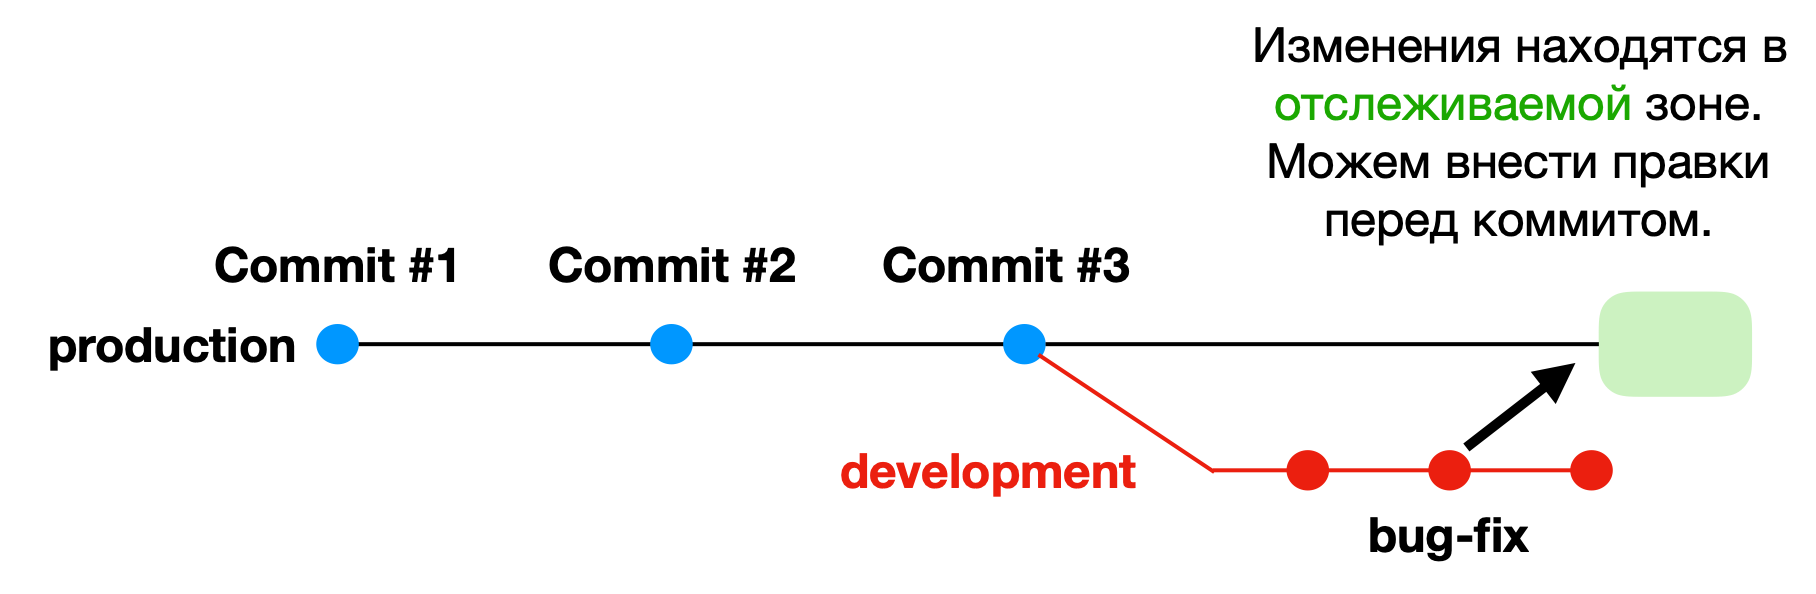 Изменения находятся в
отслеживаемой зоне.
Можем внести правки
перед коммитом.
Commit #1
Commit #2
Commit #3
production
development
bug-fix